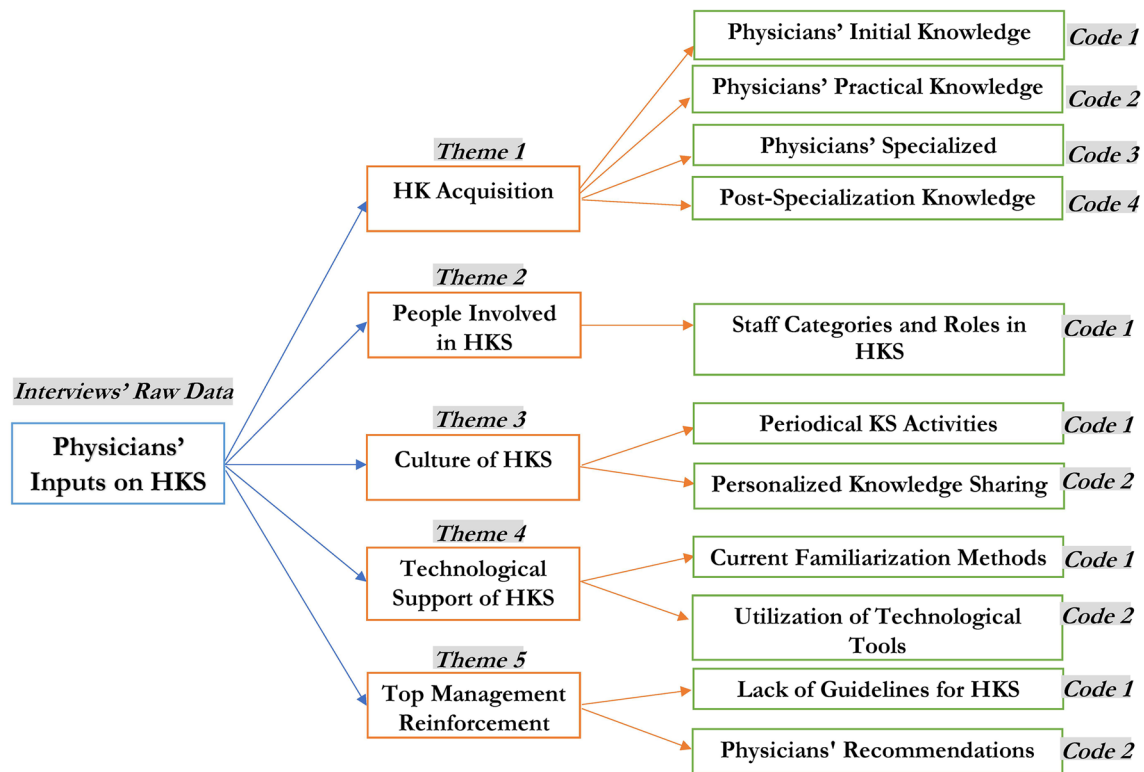 Interviews' Raw Data
Physicians'
Inputs on HKS
Theme 1
HK Acquisition
Physicians' Initial Knowledge
Code 1
Physicians' Practical Knowledge
Code 2
Physicians' Specialized
Code 3
Post-Specialization Knowledge
Code 4
Theme 2
People Involved
in HKS
Staff Categories and Roles in
HKS
Code 1
Theme 3
Culture of HKS
Periodical KS Activities
Code 1
Personalized Knowledge Sharing
Code 2
Theme 4
Technological
Support of HKS
Current Familiarization Methods
Code 1
Utilization of Technological
Tools
Code 2
Theme 5
Top Management
Reinforcement
Lack of Guidelines for HKS
Code 1
Physicians' Recommendations
Code 2